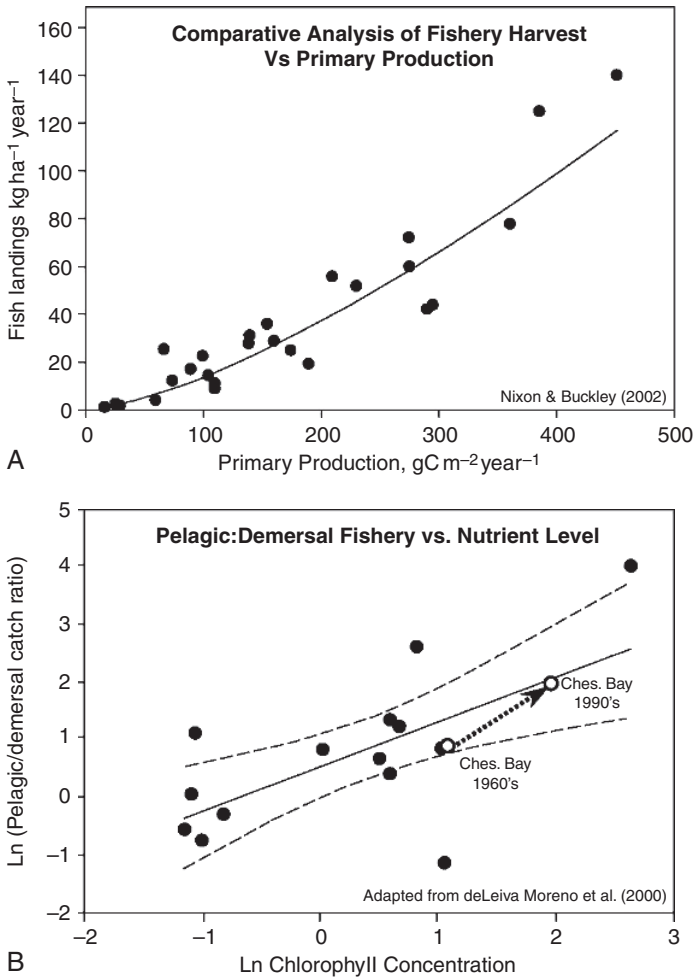 Comparative Analysis of Fishery Harvest
Vs Primary Production
Fish landings kg ha⁻¹ year⁻¹
160
140
120
100
80
60
40
20
0
0 100 200 300 400 500
Nixon & Buckley (2002)
Primary Production, gC m⁻² year⁻¹
A
Pelagic:Demersal Fishery vs. Nutrient Level
Ln (Pelagic/demersal catch ratio)
5
4
3
2
1
0
–1
–2
Ches. Bay
1990's
Ches. Bay
1960's
Adapted from deLeiva Moreno et al. (2000)
–2 –1 0 1 2 3
Ln Chlorophyll Concentration
B